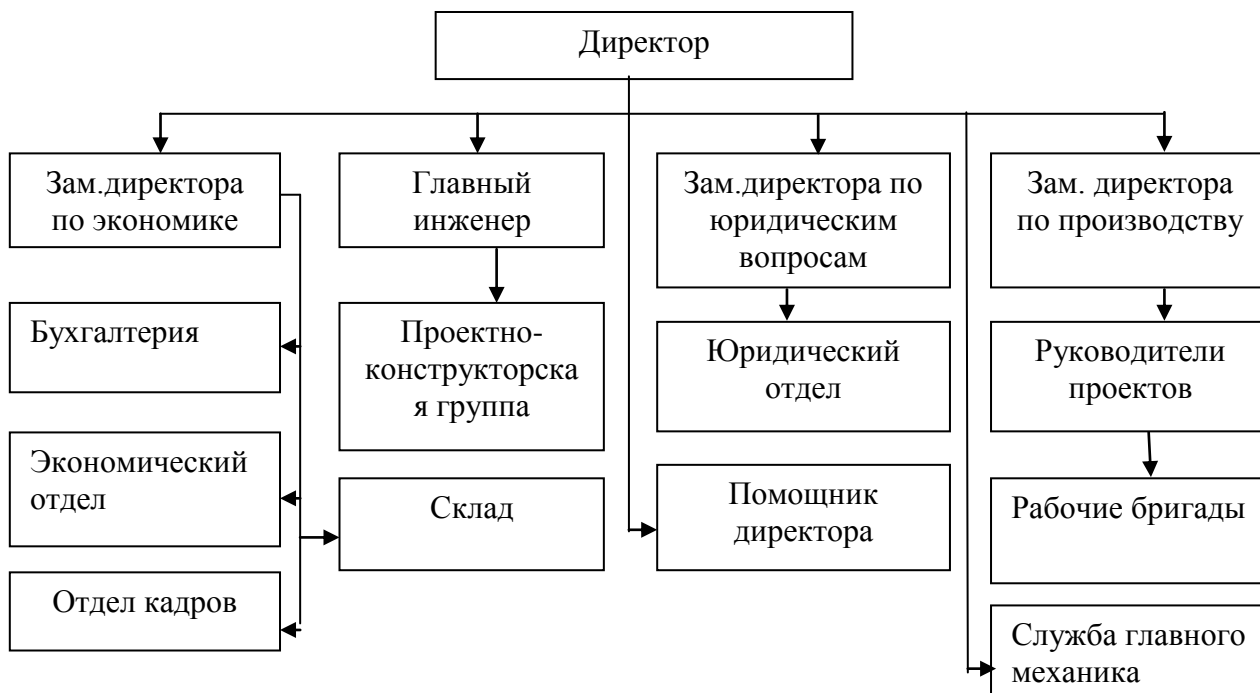 Директор
Зам.директора
по экономике
Главный
инженер
Зам.директора по
юридическим
вопросам
Зам. директора
по производству
Бухгалтерия
Проектно-
конструкторска
я группа
Юридический
отдел
Руководители
проектов
Экономический
отдел
Склад
Помощник
директора
Рабочие бригады
Отдел кадров
Служба главного
механика